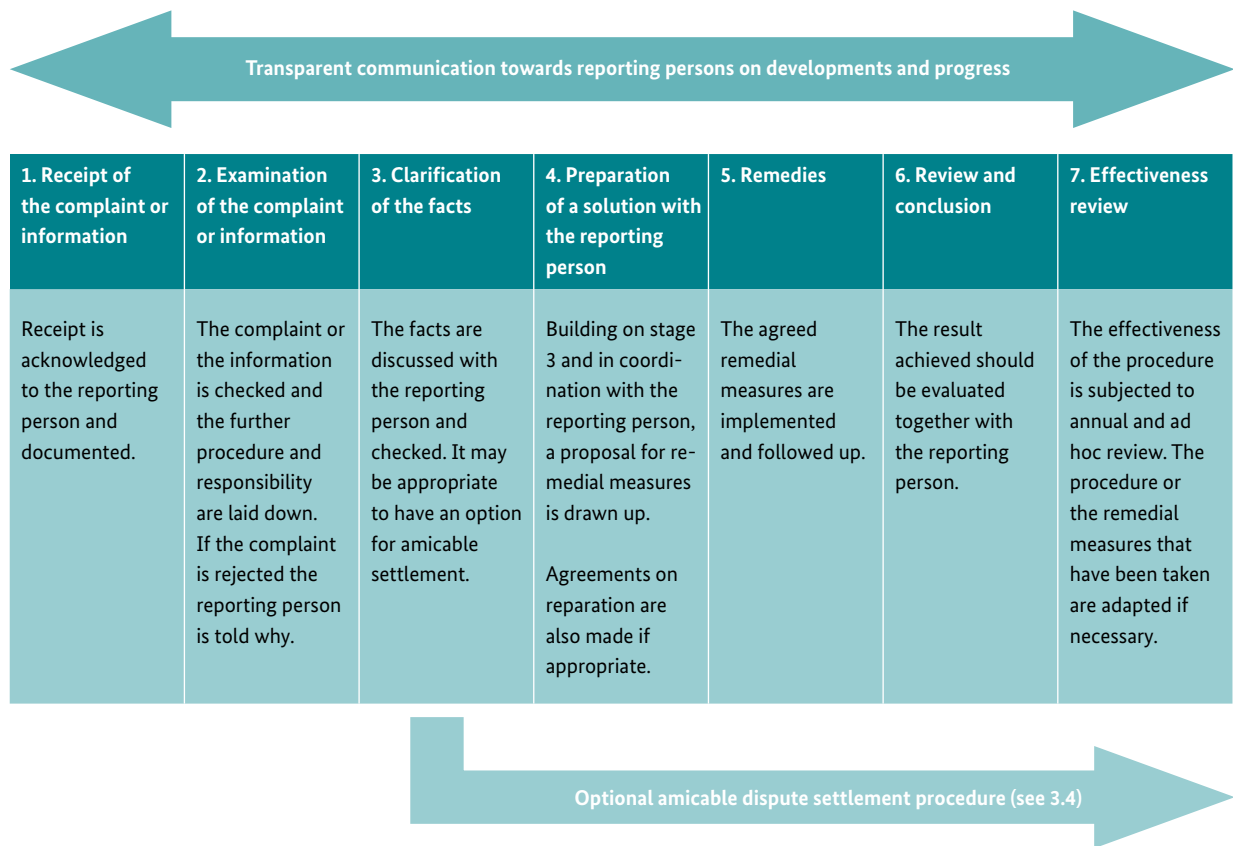 Transparent communication towards reporting persons on developments and progress
1. Receipt of
the complaint or
information
2. Examination
of the complaint
or information
3. Clarification
of the facts
4. Preparation
of a solution with
the reporting
person
5. Remedies
6. Review and
conclusion
7. Effectiveness
review
Receipt is
acknowledged
to the reporting
person and
documented.
The complaint or
the information
is checked and
the further
procedure and
responsibility
are laid down.
If the complaint
is rejected the
reporting person
is told why.
The facts are
discussed with
the reporting
person and
checked. It may
be appropriate
to have an option
for amicable
settlement.
Building on stage
3 and in coordi-
nation with the
reporting person,
a proposal for re-
medial measures
is drawn up.
Agreements on
reparation are
also made if
appropriate.
The agreed
remedial
measures are
implemented
and followed up.
The result
achieved should
be evaluated
together with
the reporting
person.
The effectiveness
of the procedure
is subjected to
annual and ad
hoc review. The
procedure or
the remedial
measures that
have been taken
are adapted if
necessary.
Optional amicable dispute settlement procedure (see 3.4)